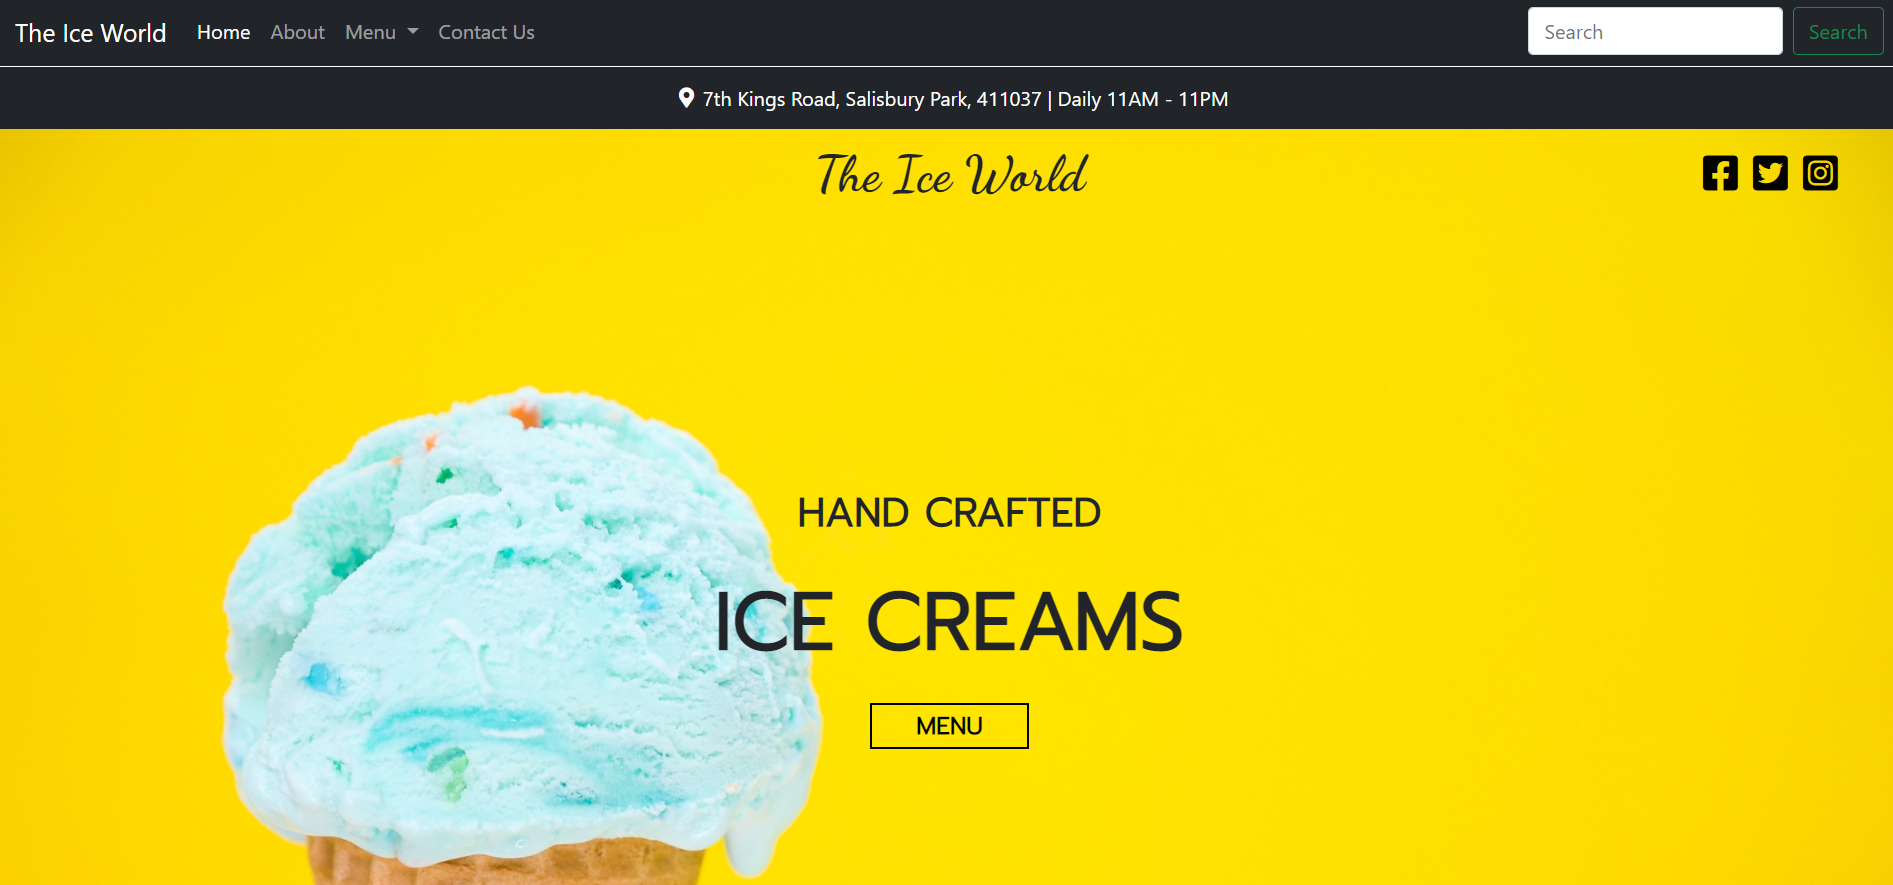 The Ice World Home About Menu Contact Us Search Search
7th Kings Road, Salisbury Park, 411037 | Daily 11AM - 11PM
The Ice World
HAND CRAFTED
ICE CREAMS
MENU